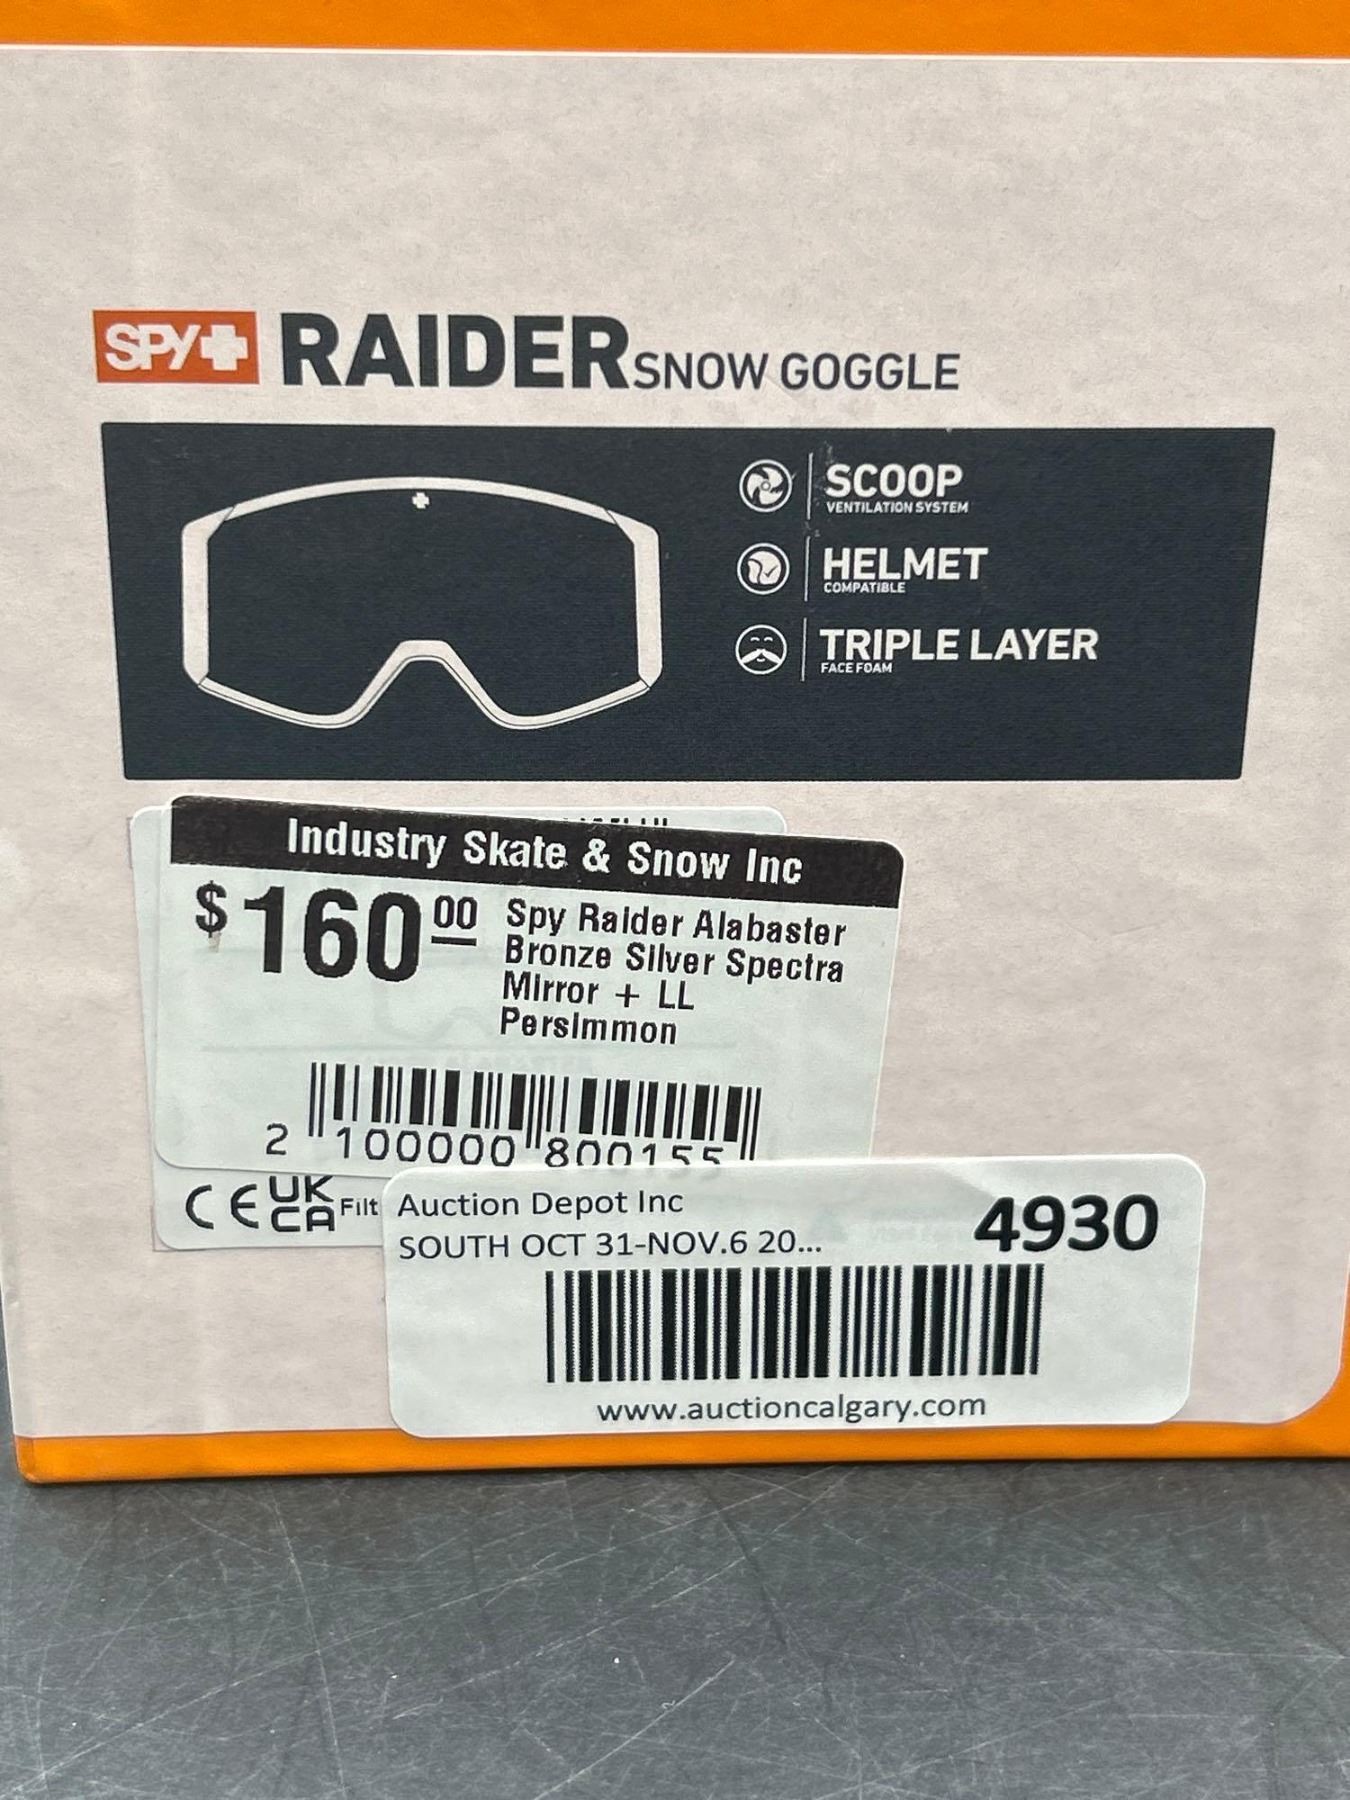 SPY+ RAIDER SNOW GOGGLE
SCOOP
VENTILATION SYSTEM
HELMET
COMPATIBLE
TRIPLE LAYER
FACE FOAM
Industry Skate & Snow Inc
$160.00 Spy Raider Alabaster
Bronze Silver Spectra
Mirror + LL
Persimmon
2 100000 800155
CE UK
CA Filt
Auction Depot Inc
4930
SOUTH OCT 31-NOV.6 20...
www.auctioncalgary.com